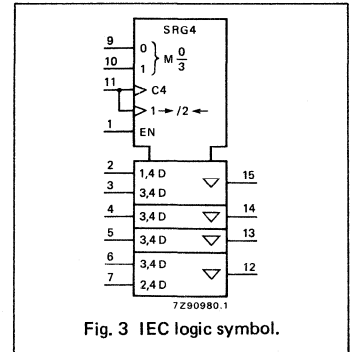 SRG4
9 0
10 1 } M 0/3
11 C4
1→/2←
1 EN
2 1,4 D 15
3 3,4 D
4 3,4 D 14
5 3,4 D 13
6 3,4 D 12
7 2,4 D
7Z90980.1
Fig. 3 IEC logic symbol.